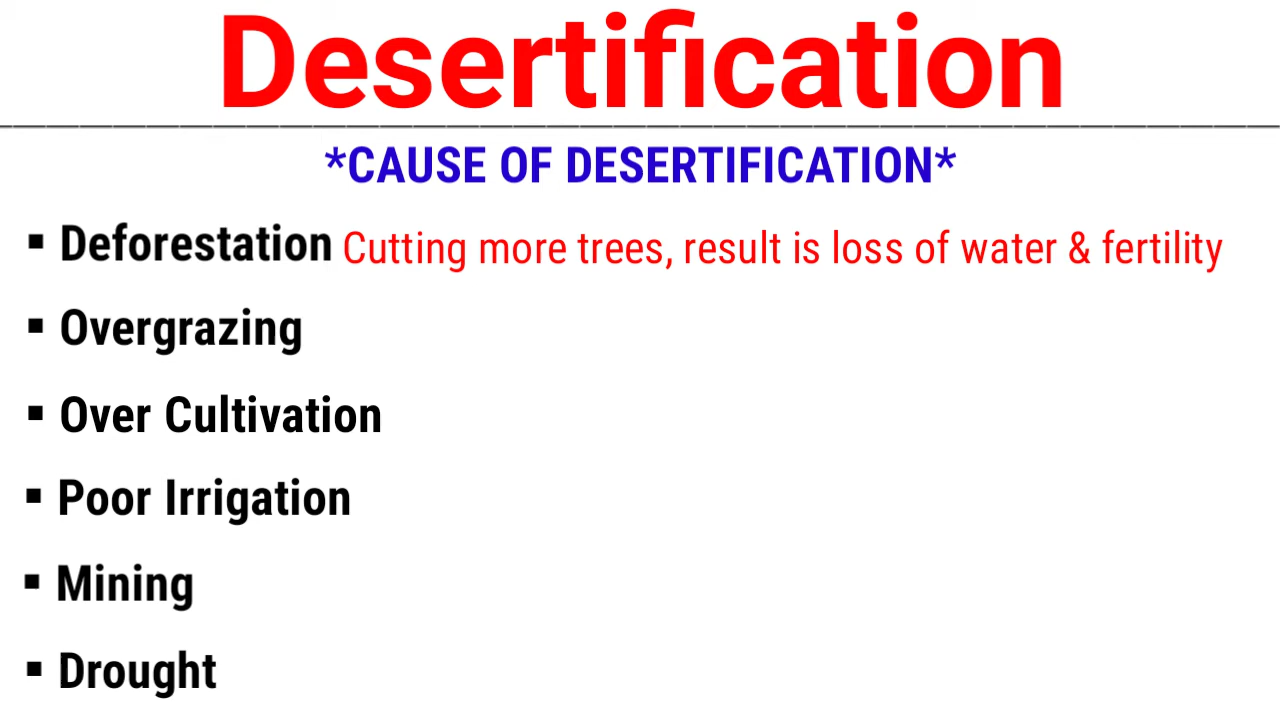 Desertification
*CAUSE OF DESERTIFICATION*
▪ Deforestation Cutting more trees, result is loss of water & fertility
▪ Overgrazing
▪ Over Cultivation
▪ Poor Irrigation
▪ Mining
▪ Drought